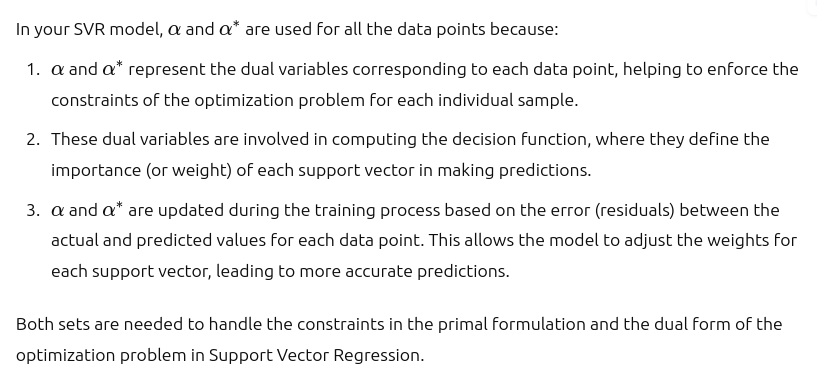 In your SVR model, α and α* are used for all the data points because:
1. α and α* represent the dual variables corresponding to each data point, helping to enforce the
constraints of the optimization problem for each individual sample.
2. These dual variables are involved in computing the decision function, where they define the
importance (or weight) of each support vector in making predictions.
3. α and α* are updated during the training process based on the error (residuals) between the
actual and predicted values for each data point. This allows the model to adjust the weights for
each support vector, leading to more accurate predictions.
Both sets are needed to handle the constraints in the primal formulation and the dual form of the
optimization problem in Support Vector Regression.